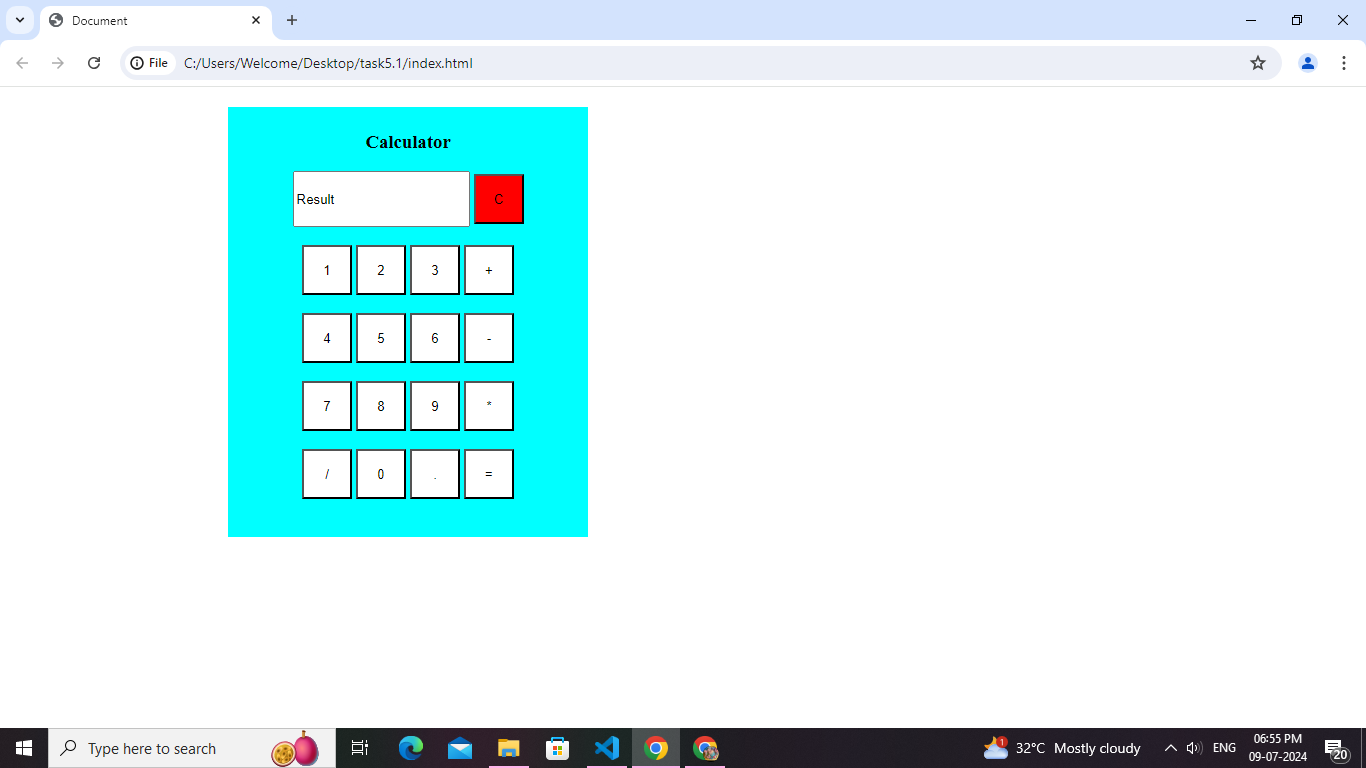 Document
File C:/Users/Welcome/Desktop/task5.1/index.html
Calculator
Result C
1 2 3 +
4 5 6 -
7 8 9 *
/ 0 . =
Type here to search
1
32°C Mostly cloudy
ENG
06:55 PM
09-07-2024
20